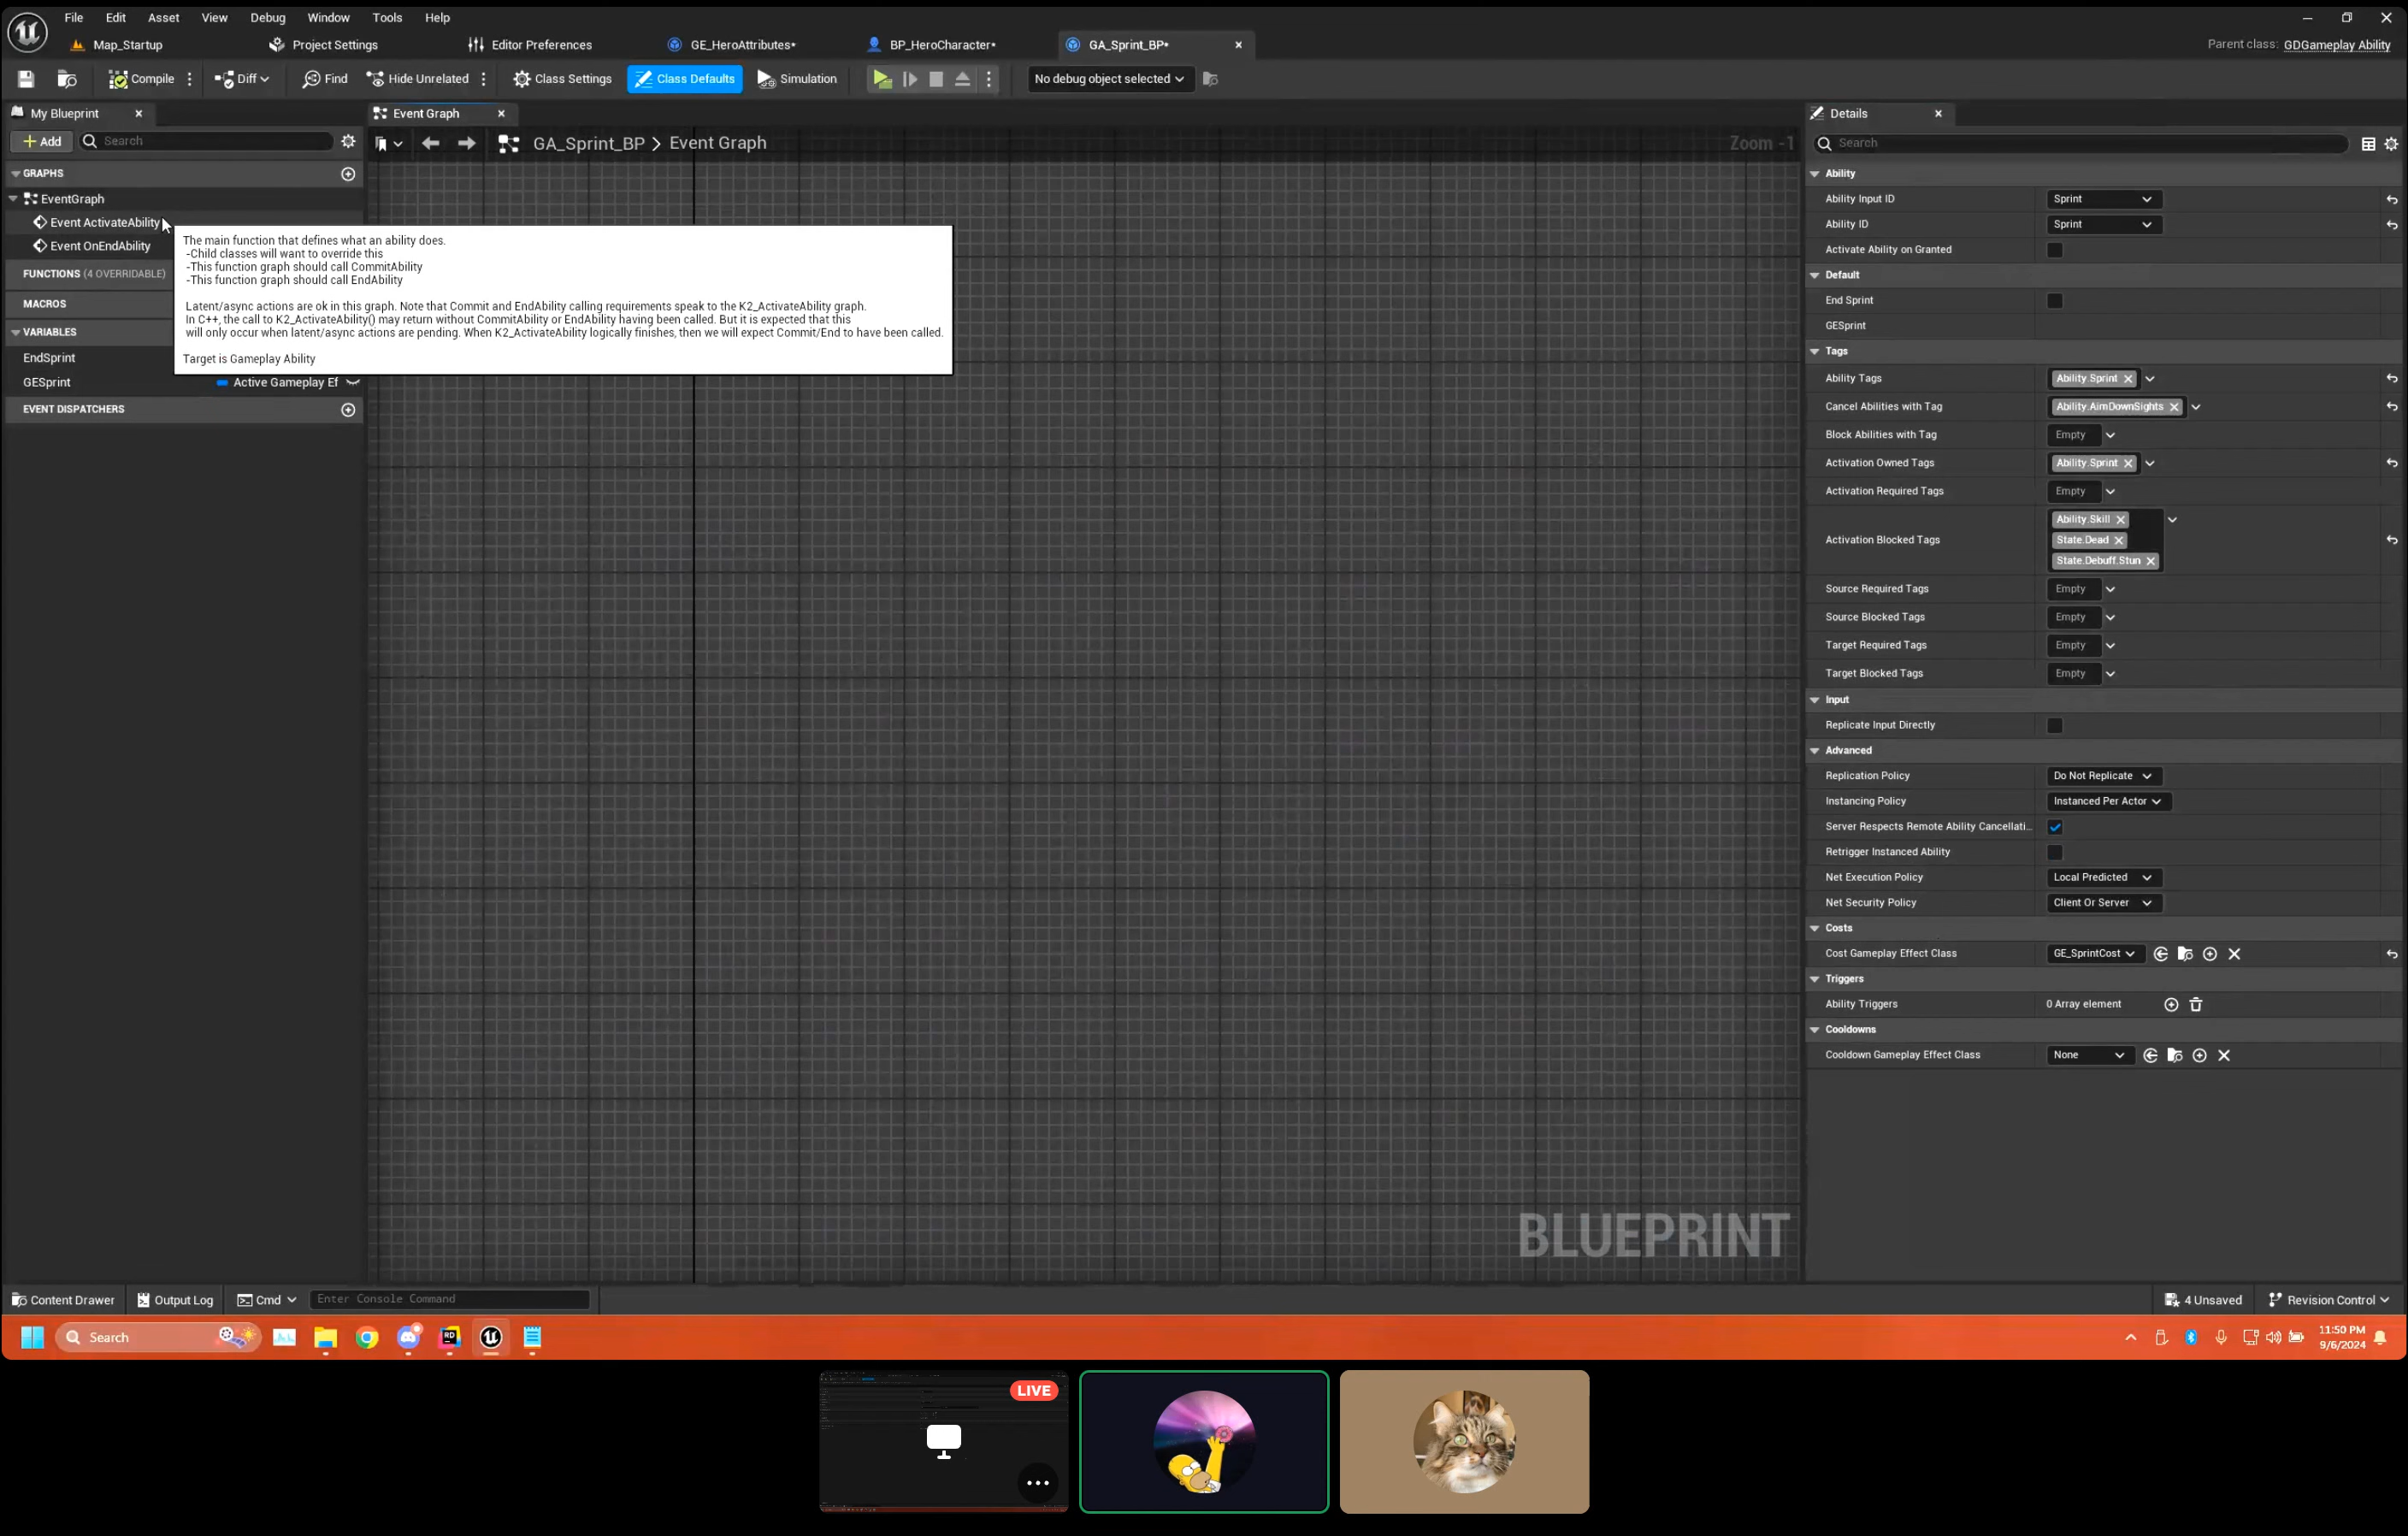 File Edit Asset View Debug Window Tools Help
Map_Startup Project Settings Editor Preferences GE_HeroAttributes* BP_HeroCharacter* GA_Sprint_BP*
Parent class: GDGameplay Ability
Compile Diff Find Hide Unrelated Class Settings Class Defaults Simulation No debug object selected
My Blueprint
Add Search
GRAPHS
EventGraph
Event ActivateAbility
Event OnEndAbility
FUNCTIONS (4 OVERRIDABLE)
MACROS
VARIABLES
EndSprint
GESprint Active Gameplay Ef
EVENT DISPATCHERS
Event Graph
GA_Sprint_BP > Event Graph
Zoom -1
The main function that defines what an ability does.
-Child classes will want to override this
-This function graph should call CommitAbility
-This function graph should call EndAbility
Latent/async actions are ok in this graph. Note that Commit and EndAbility calling requirements speak to the K2_ActivateAbility graph.
In C++, the call to K2_ActivateAbility() may return without CommitAbility or EndAbility having been called. But it is expected that this
will only occur when latent/async actions are pending. When K2_ActivateAbility logically finishes, then we will expect Commit/End to have been called.
Target is Gameplay Ability
BLUEPRINT
Details
Search
Ability
Ability Input ID Sprint
Ability ID Sprint
Activate Ability on Granted
Default
End Sprint
GESprint
Tags
Ability Tags Ability.Sprint
Cancel Abilities with Tag Ability.AimDownSights
Block Abilities with Tag Empty
Activation Owned Tags Ability.Sprint
Activation Required Tags Empty
Activation Blocked Tags
Ability.Skill
State.Dead
State.Debuff.Stun
Source Required Tags Empty
Source Blocked Tags Empty
Target Required Tags Empty
Target Blocked Tags Empty
Input
Replicate Input Directly
Advanced
Replication Policy Do Not Replicate
Instancing Policy Instanced Per Actor
Server Respects Remote Ability Cancellati...
Retrigger Instanced Ability
Net Execution Policy Local Predicted
Net Security Policy Client Or Server
Costs
Cost Gameplay Effect Class GE_SprintCost
Triggers
Ability Triggers 0 Array element
Cooldowns
Cooldown Gameplay Effect Class None
Content Drawer Output Log Cmd Enter Console Command 4 Unsaved Revision Control
Search
RD
11:50 PM
9/6/2024
LIVE